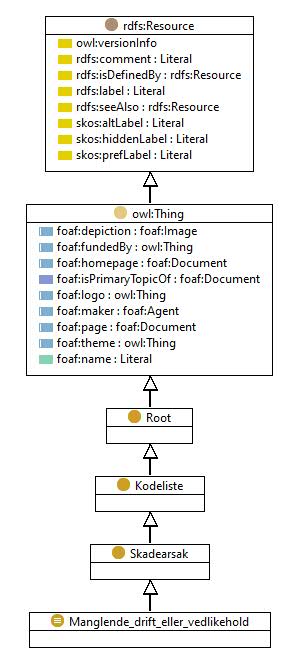 rdfs:Resource
owl:versionInfo
rdfs:comment : Literal
rdfs:isDefinedBy : rdfs:Resource
rdfs:label : Literal
rdfs:seeAlso : rdfs:Resource
skos:altLabel : Literal
skos:hiddenLabel : Literal
skos:prefLabel : Literal
owl:Thing
foaf:depiction : foaf:Image
foaf:fundedBy : owl:Thing
foaf:homepage : foaf:Document
foaf:isPrimaryTopicOf : foaf:Document
foaf:logo : owl:Thing
foaf:maker : foaf:Agent
foaf:page : foaf:Document
foaf:theme : owl:Thing
foaf:name : Literal
Root
Kodeliste
Skadearsak
Manglende_drift_eller_vedlikehold